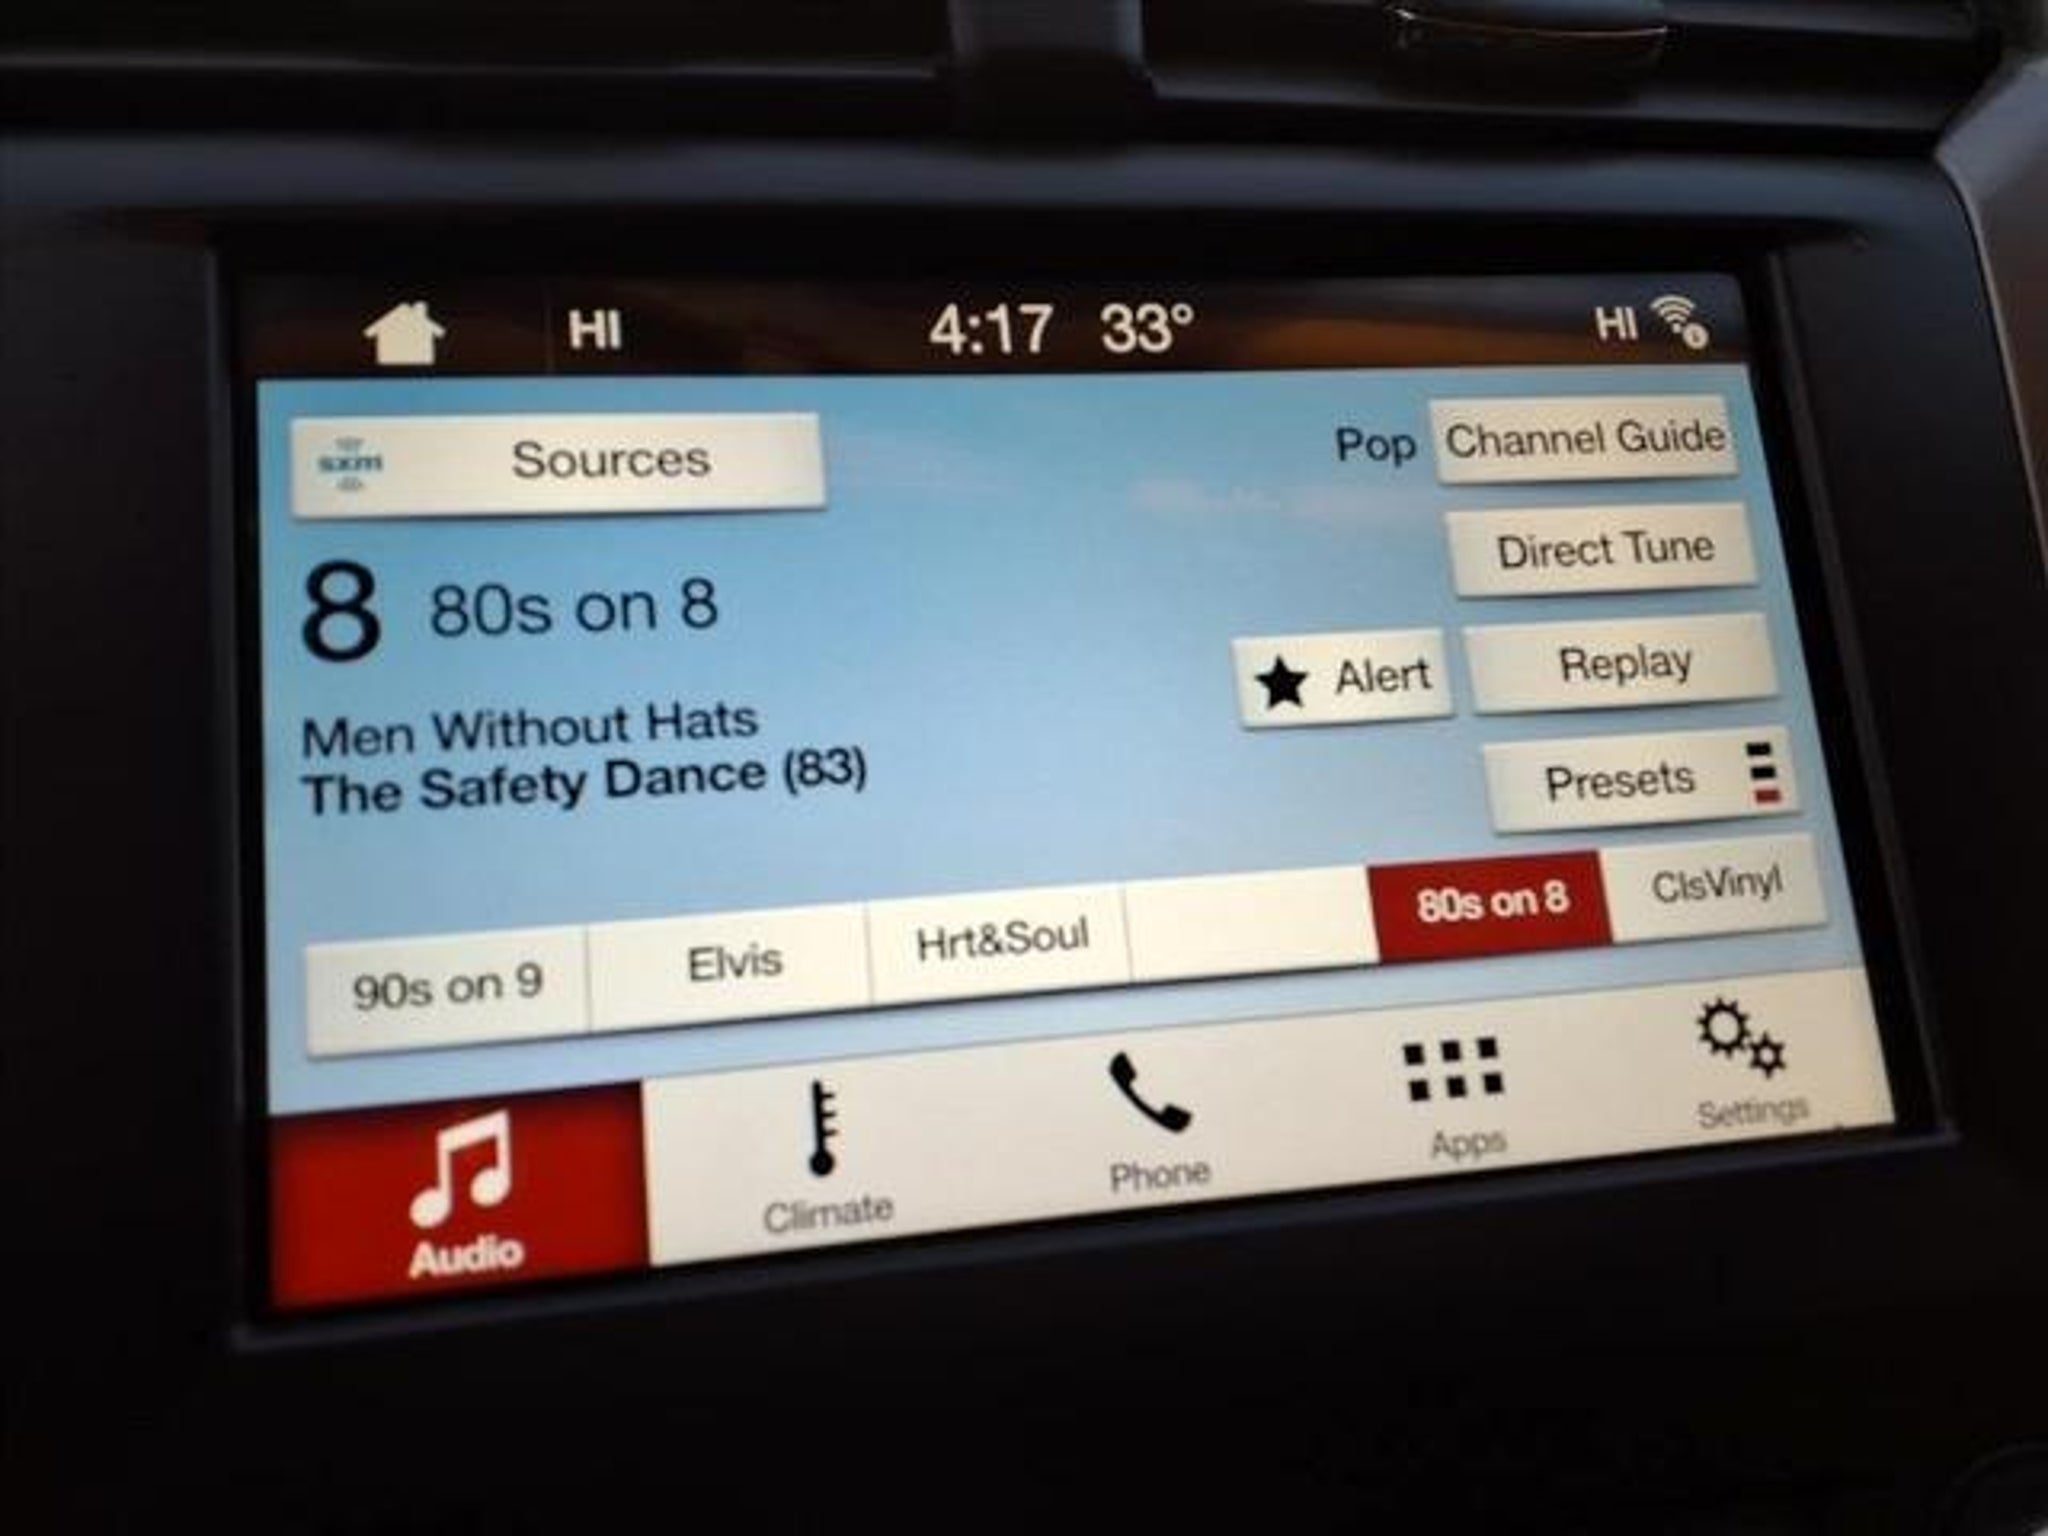 HI 4:17 33° HI
sxm Sources
Pop Channel Guide
Direct Tune
8 80s on 8
Alert Replay
Men Without Hats
The Safety Dance (83)
Presets
90s on 9 Elvis Hrt&Soul 80s on 8 ClsVinyl
Audio Climate Phone Apps Settings